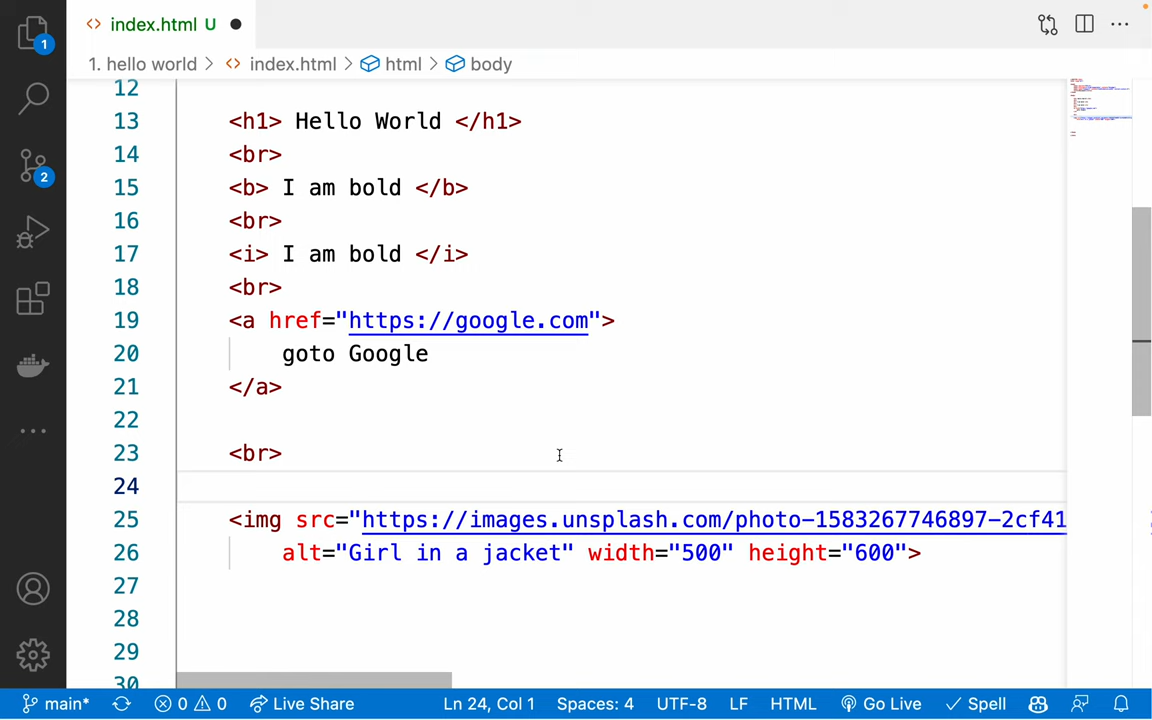 index.html U
1
1. hello world > index.html > html > body
12
13 <h1> Hello World </h1>
14 <br>
15 <b> I am bold </b>
2
16 <br>
17 <i> I am bold </i>
18 <br>
19 <a href="https://google.com">
20 goto Google
21 </a>
22
23 <br>
24
25 <img src="https://images.unsplash.com/photo-1583267746897-2cf41
26 alt="Girl in a jacket" width="500" height="600">
27
28
29
30
main* 0 0 Live Share Ln 24, Col 1 Spaces: 4 UTF-8 LF HTML Go Live Spell